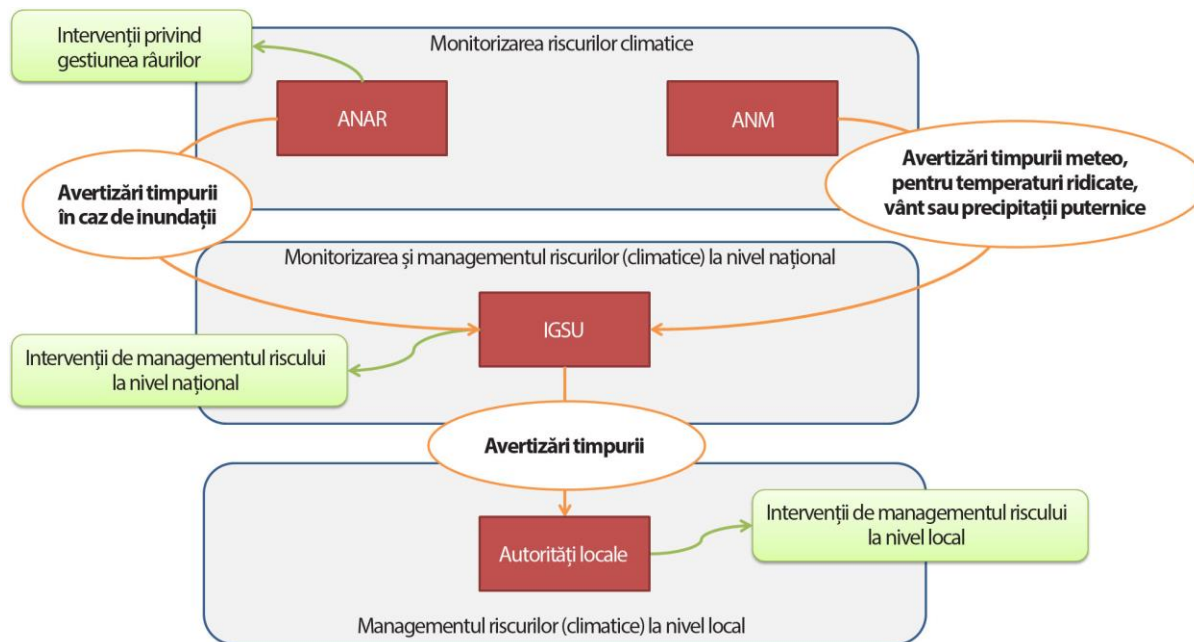 Intervenții privind
gestiunea râurilor
Monitorizarea riscurilor climatice
ANAR
ANM
Avertizări timpurii
în caz de inundații
Avertizări timpurii meteo,
pentru temperaturi ridicate,
vânt sau precipitații puternice
Monitorizarea și managementul riscurilor (climatice) la nivel național
IGSU
Intervenții de managementul riscului
la nivel național
Avertizări timpurii
Autorități locale
Intervenții de managementul riscului
la nivel local
Managementul riscurilor (climatice) la nivel local